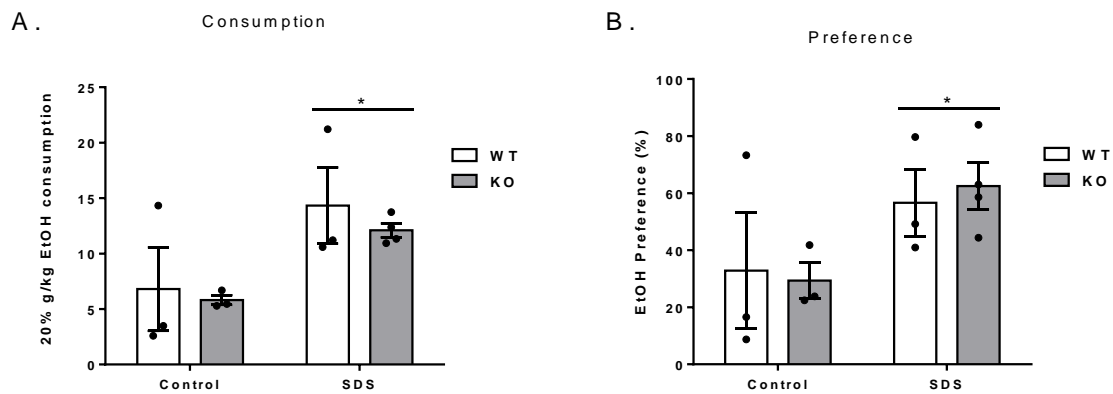 A.
Consumption
20% g/kg EtOH consumption
25
20
15
10
5
0
*
Control
SDS
WT
KO
B.
Preference
EtOH Preference (%)
100
80
60
40
20
0
*
Control
SDS
WT
KO